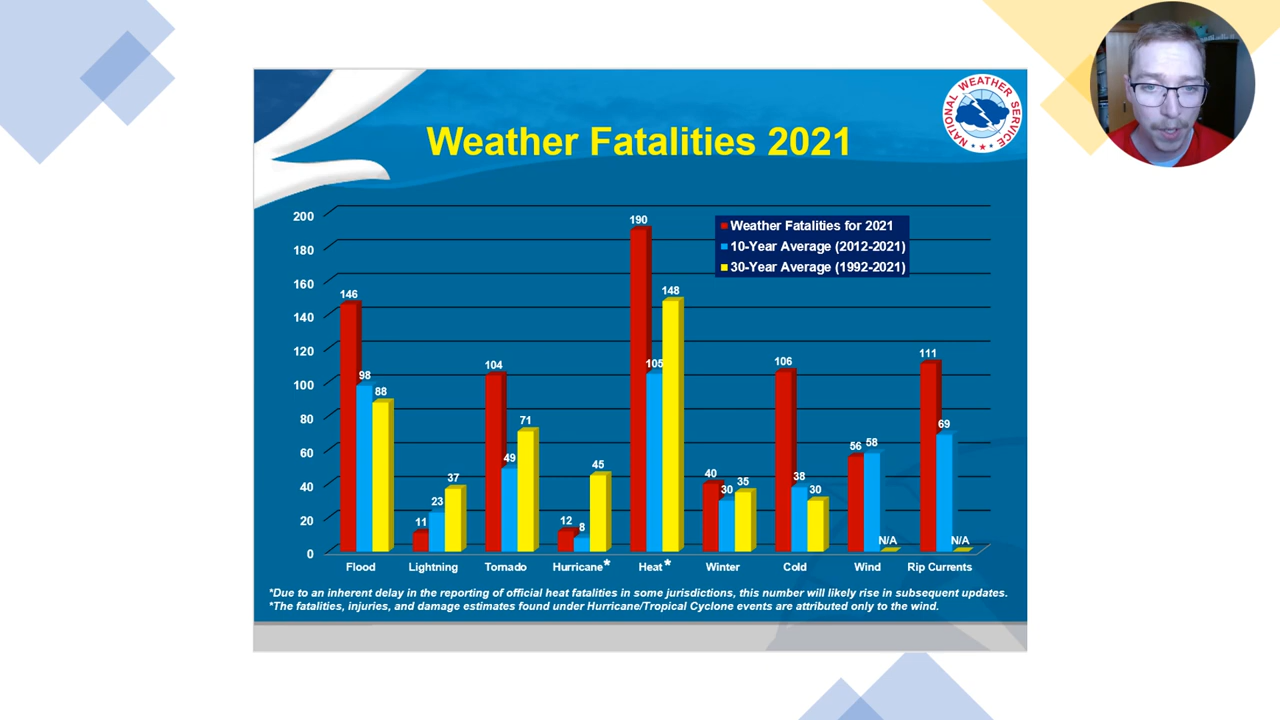 NATIONAL WEATHER SERVICE
Weather Fatalities 2021
200
180
160
140
120
100
80
60
40
20
0
Weather Fatalities for 2021
10-Year Average (2012-2021)
30-Year Average (1992-2021)
146
98
88
11
23
37
104
49
71
12
8
45
190
105
148
40
30
35
106
38
30
56
58
N/A
111
69
N/A
Flood
Lightning
Tornado
Hurricane*
Heat*
Winter
Cold
Wind
Rip Currents
*Due to an inherent delay in the reporting of official heat fatalities in some jurisdictions, this number will likely rise in subsequent updates.
*The fatalities, injuries, and damage estimates found under Hurricane/Tropical Cyclone events are attributed only to the wind.